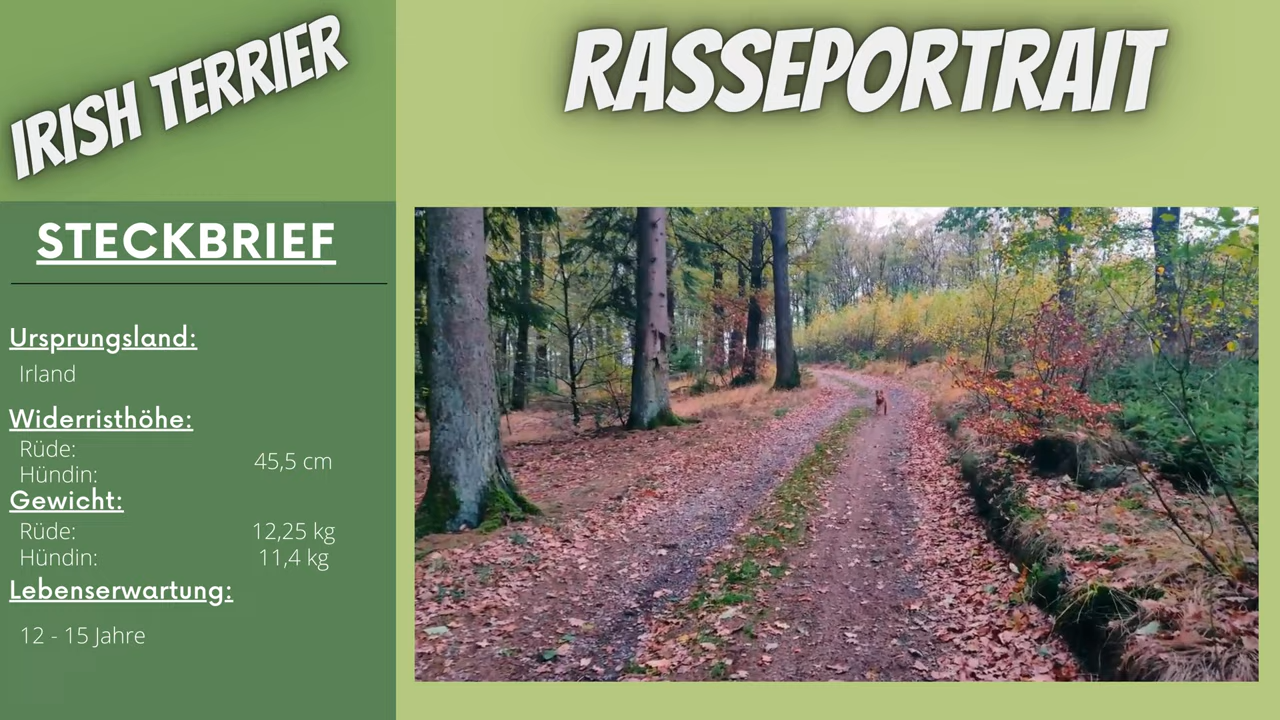 IRISH TERRIER
RASSEPORTRAIT
STECKBRIEF
Ursprungsland:
Irland
Widerristhöhe:
Rüde:
Hündin:
45,5 cm
Gewicht:
Rüde: 12,25 kg
Hündin: 11,4 kg
Lebenserwartung:
12 - 15 Jahre